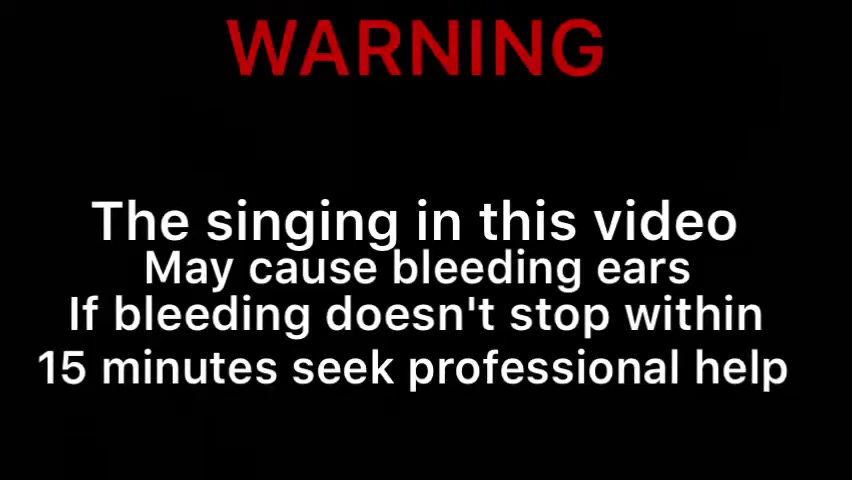 WARNING
The singing in this video
May cause bleeding ears
If bleeding doesn't stop within
15 minutes seek professional help